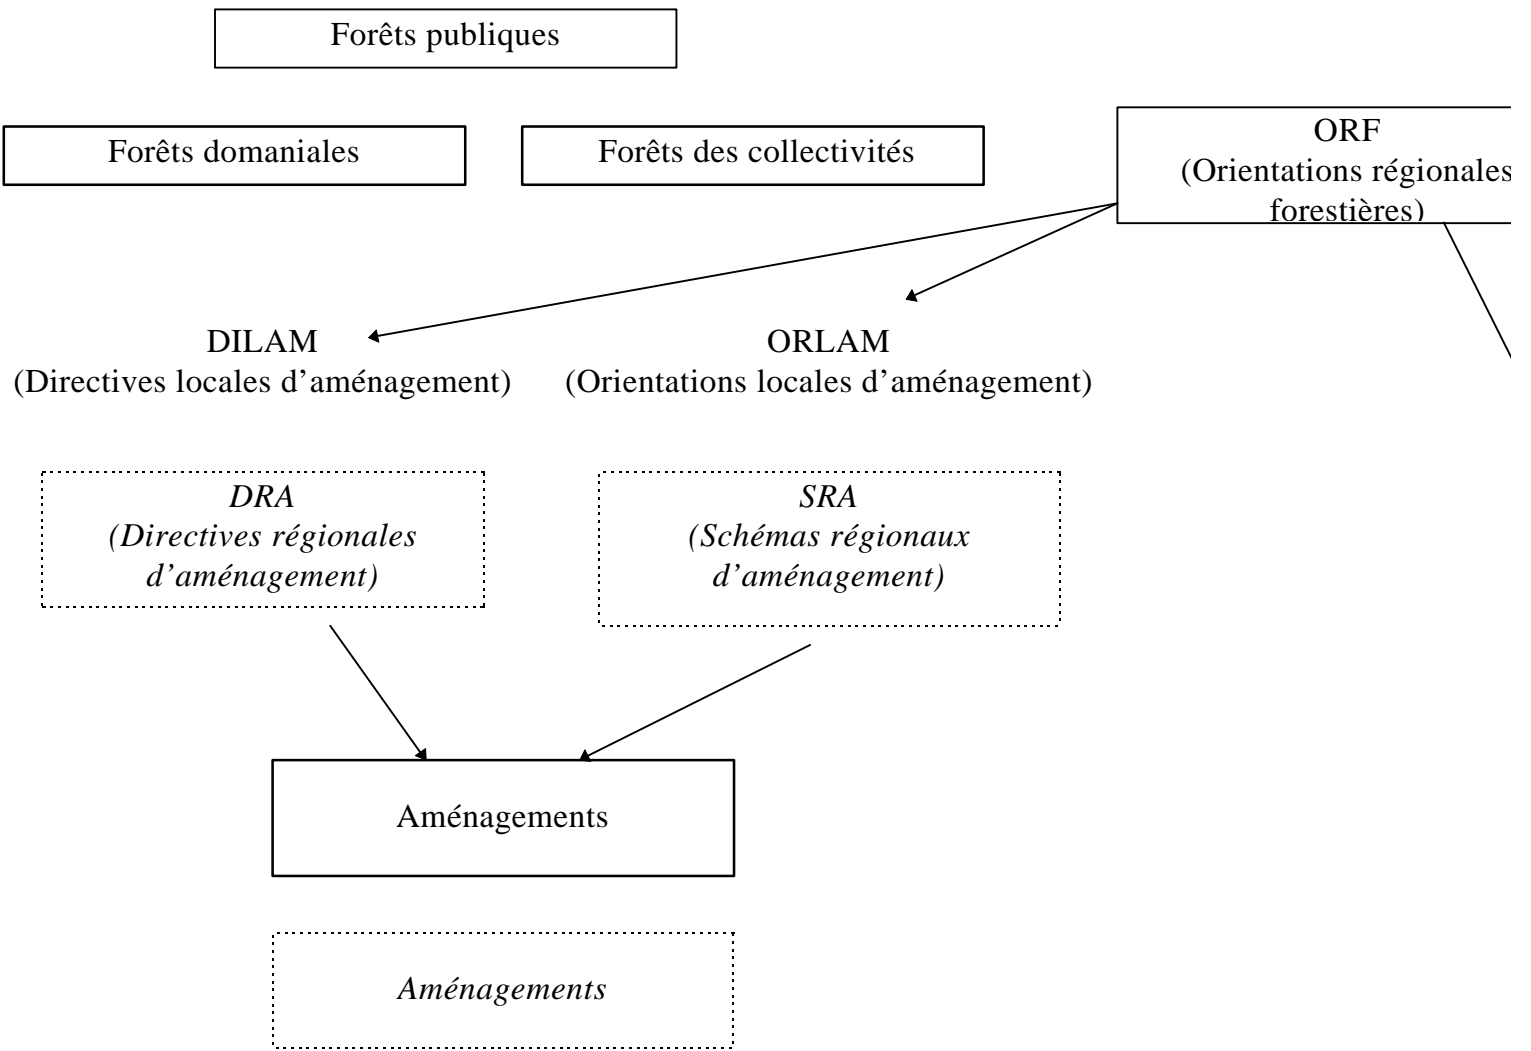 Forêts publiques
Forêts domaniales
Forêts des collectivités
ORF
(Orientations régionales
forestières)
DILAM
(Directives locales d’aménagement)
ORLAM
(Orientations locales d’aménagement)
DRA
(Directives régionales
d’aménagement)
SRA
(Schémas régionaux
d’aménagement)
Aménagements
Aménagements